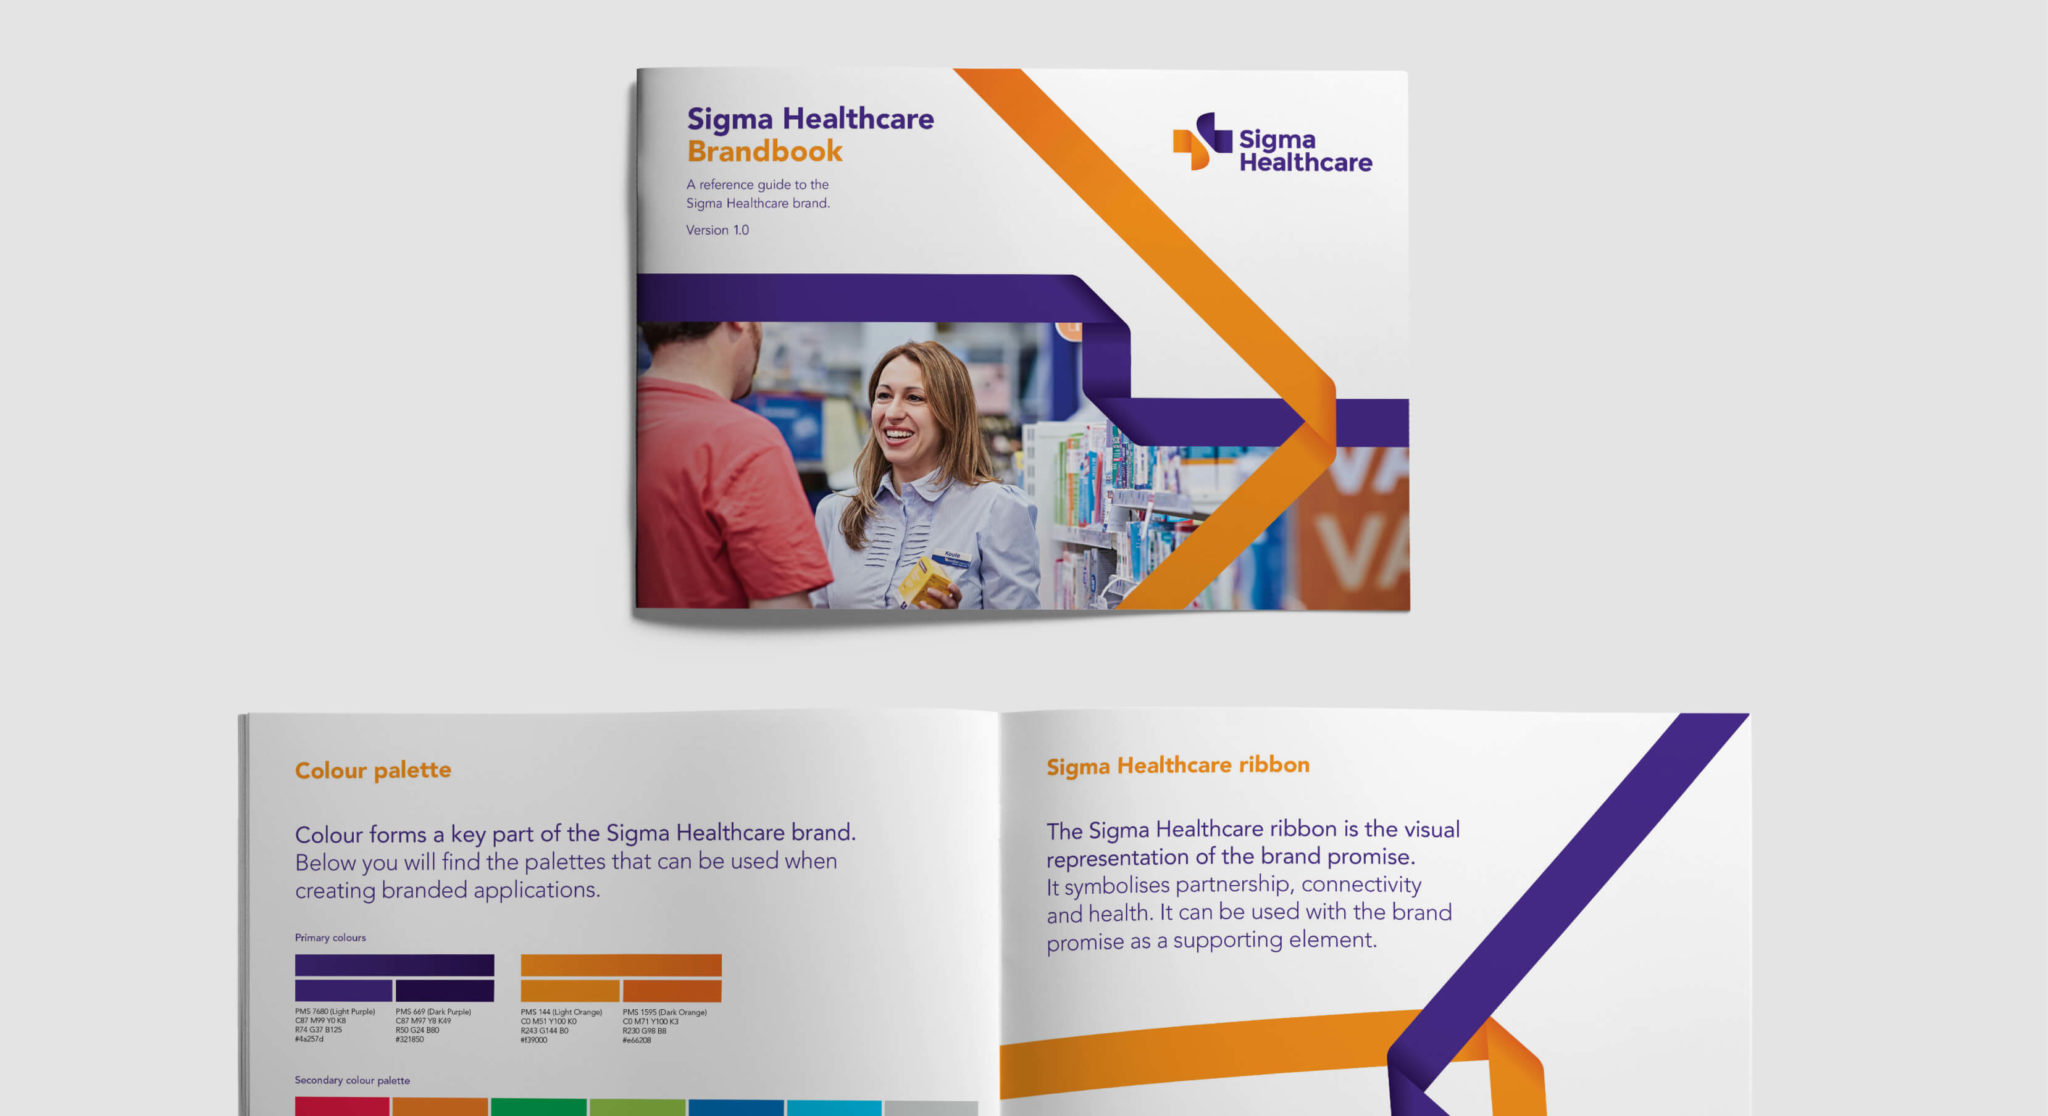 Sigma Healthcare
Brandbook
A reference guide to the
Sigma Healthcare brand.
Version 1.0
Sigma
Healthcare
Kayte
VA
VA
Colour palette
Colour forms a key part of the Sigma Healthcare brand.
Below you will find the palettes that can be used when
creating branded applications.
Primary colours
PMS 7680 (Light Purple)
C87 M99 Y0 K8
R74 G37 B125
#4a257d
PMS 669 (Dark Purple)
C87 M97 Y8 K49
R50 G24 B80
#321850
PMS 144 (Light Orange)
C0 M51 Y100 K0
R243 G144 B0
#f39000
PMS 1595 (Dark Orange)
C0 M71 Y100 K3
R230 G98 B8
#e66208
Secondary colour palette
Sigma Healthcare ribbon
The Sigma Healthcare ribbon is the visual
representation of the brand promise.
It symbolises partnership, connectivity
and health. It can be used with the brand
promise as a supporting element.